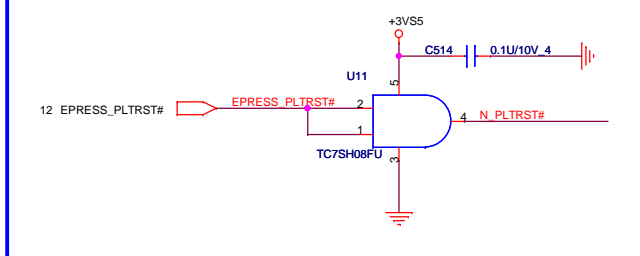 +3VS5
C514 0.1U/10V_4
U11
5
12 EPRESS_PLTRST# EPRESS_PLTRST# 2
4 N_PLTRST#
1
TC7SH08FU
3